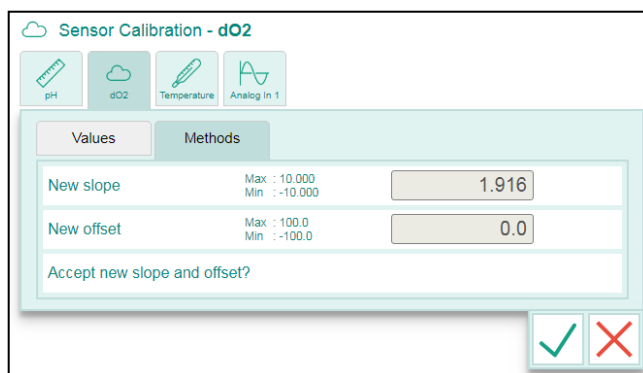 Sensor Calibration - dO2
pH dO2 Temperature Analog In 1
Values Methods
New slope Max : 10.000 1.916
Min : -10.000
New offset Max : 100.0 0.0
Min : -100.0
Accept new slope and offset?